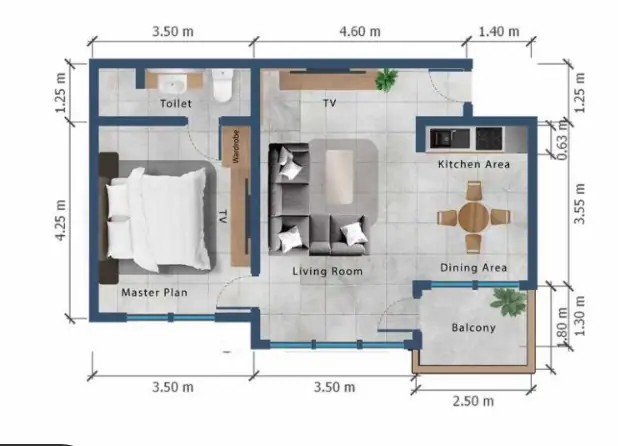 3.50 m
4.60 m
1.40 m
1.25 m
Toilet
TV
1.25 m
Wardrobe
0.63 m
Kitchen Area
4.25 m
TV
3.55 m
Living Room
Dining Area
Master Plan
Balcony
1.80 m
1.30 m
3.50 m
3.50 m
2.50 m